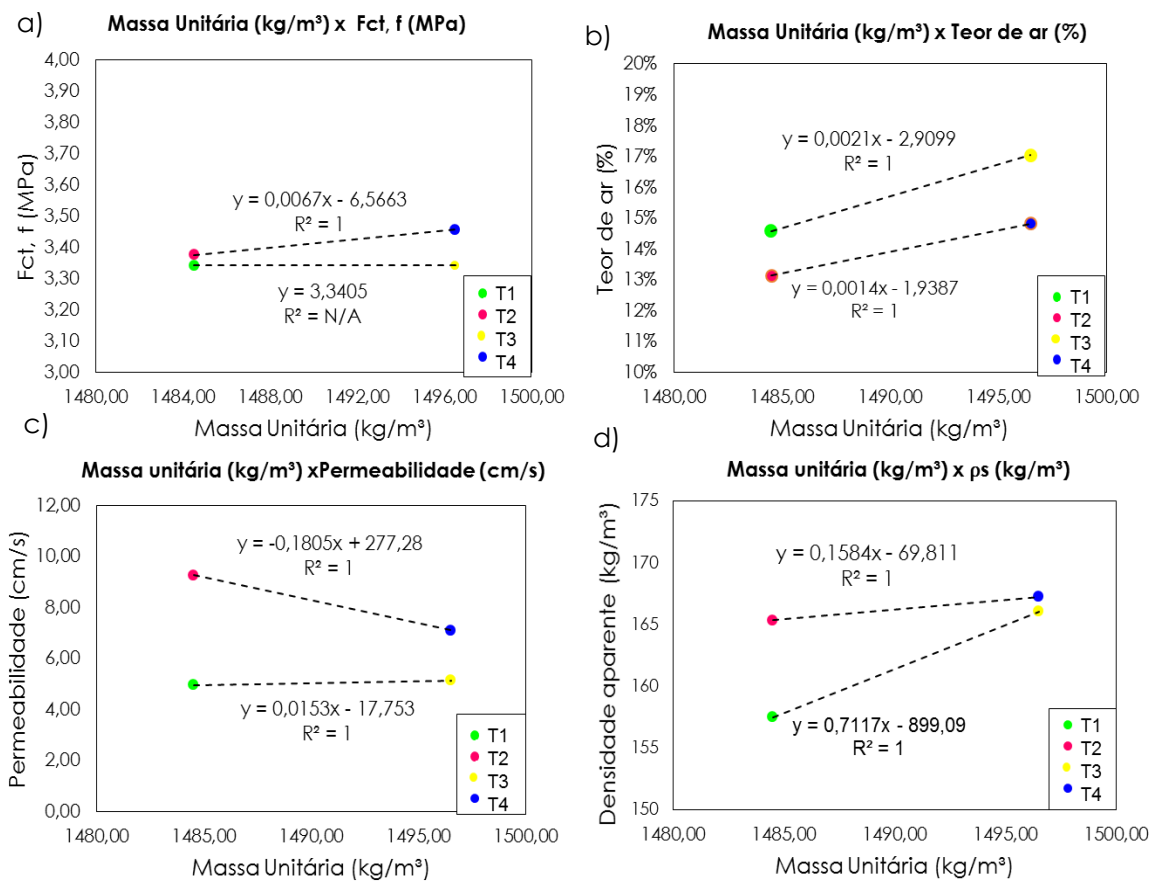 a)
Massa Unitária (kg/m³) x  Fct, f (MPa)
4,00
3,90
3,80
3,70
3,60
3,50
3,40
3,30
3,20
3,10
3,00
Fct, f (MPa)
y = 0,0067x - 6,5663
R² = 1
y = 3,3405
R² = N/A
T1
T2
T3
T4
1480,00
1484,00
1488,00
1492,00
1496,00
1500,00
Massa Unitária (kg/m³)
b)
Massa Unitária (kg/m³) x Teor de ar (%)
20%
19%
18%
17%
16%
15%
14%
13%
12%
11%
10%
Teor de ar (%)
y = 0,0021x - 2,9099
R² = 1
y = 0,0014x - 1,9387
R² = 1
T1
T2
T3
T4
1480,00
1485,00
1490,00
1495,00
1500,00
Massa Unitária (kg/m³)
c)
Massa unitária (kg/m³) xPermeabilidade (cm/s)
12,00
10,00
8,00
6,00
4,00
2,00
0,00
Permeabilidade (cm/s)
y = -0,1805x + 277,28
R² = 1
y = 0,0153x - 17,753
R² = 1
T1
T2
T3
T4
1480,00
1485,00
1490,00
1495,00
1500,00
Massa Unitária (kg/m³)
d)
Massa unitária (kg/m³) x ρs (kg/m³)
175
170
165
160
155
150
Densidade aparente (kg/m³)
y = 0,1584x - 69,811
R² = 1
y = 0,7117x - 899,09
R² = 1
T1
T2
T3
T4
1480,00
1485,00
1490,00
1495,00
1500,00
Massa Unitária (kg/m³)